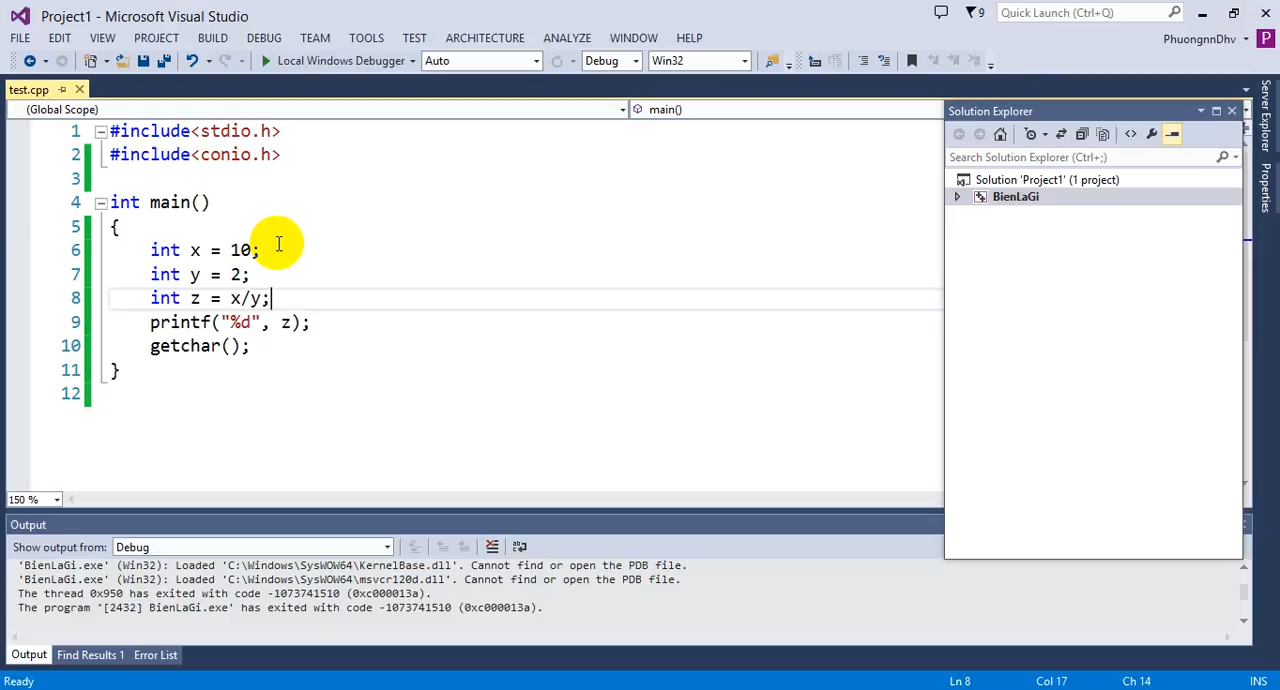 Project1 - Microsoft Visual Studio
9
Quick Launch (Ctrl+Q)
FILE EDIT VIEW PROJECT BUILD DEBUG TEAM TOOLS TEST ARCHITECTURE ANALYZE WINDOW HELP
PhuongnnDhv P
Local Windows Debugger Auto Debug Win32
test.cpp
(Global Scope) main()
Solution Explorer
Search Solution Explorer (Ctrl+;)
Solution 'Project1' (1 project)
BienLaGi
Server Explorer
Properties
1 #include<stdio.h>
2 #include<conio.h>
3
4 int main()
5 {
6 int x = 10;
7 int y = 2;
8 int z = x/y;
9 printf("%d", z);
10 getchar();
11 }
12
150 %
Output
Show output from: Debug
'BienLaGi.exe' (Win32): Loaded 'C:\Windows\SysWOW64\KernelBase.dll'. Cannot find or open the PDB file.
'BienLaGi.exe' (Win32): Loaded 'C:\Windows\SysWOW64\msvcr120d.dll'. Cannot find or open the PDB file.
The thread 0x950 has exited with code -1073741510 (0xc000013a).
The program '[2432] BienLaGi.exe' has exited with code -1073741510 (0xc000013a).
Output Find Results 1 Error List
Ready Ln 8 Col 17 Ch 14 INS